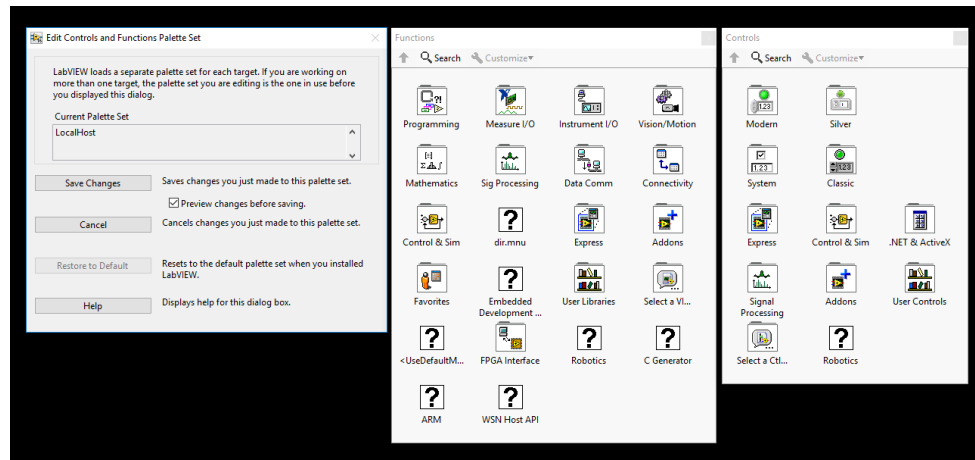 Edit Controls and Functions Palette Set
LabVIEW loads a separate palette set for each target. If you are working on
more than one target, the palette set you are editing is the one in use before
you displayed this dialog.
Current Palette Set
LocalHost
Save Changes
Saves changes you just made to this palette set.
Preview changes before saving.
Cancel
Cancels changes you just made to this palette set.
Restore to Default
Resets to the default palette set when you installed
LabVIEW.
Help
Displays help for this dialog box.
Functions
Search Customize
Programming Measure I/O Instrument I/O Vision/Motion
Mathematics Sig Processing Data Comm Connectivity
Control & Sim dir.mnu Express Addons
Favorites Embedded User Libraries Select a VI...
Development ...
<UseDefaultM... FPGA Interface Robotics C Generator
ARM WSN Host API
Controls
Search Customize
Modern Silver
System Classic
Express Control & Sim .NET & ActiveX
Signal Addons User Controls
Processing
Select a Ctl... Robotics